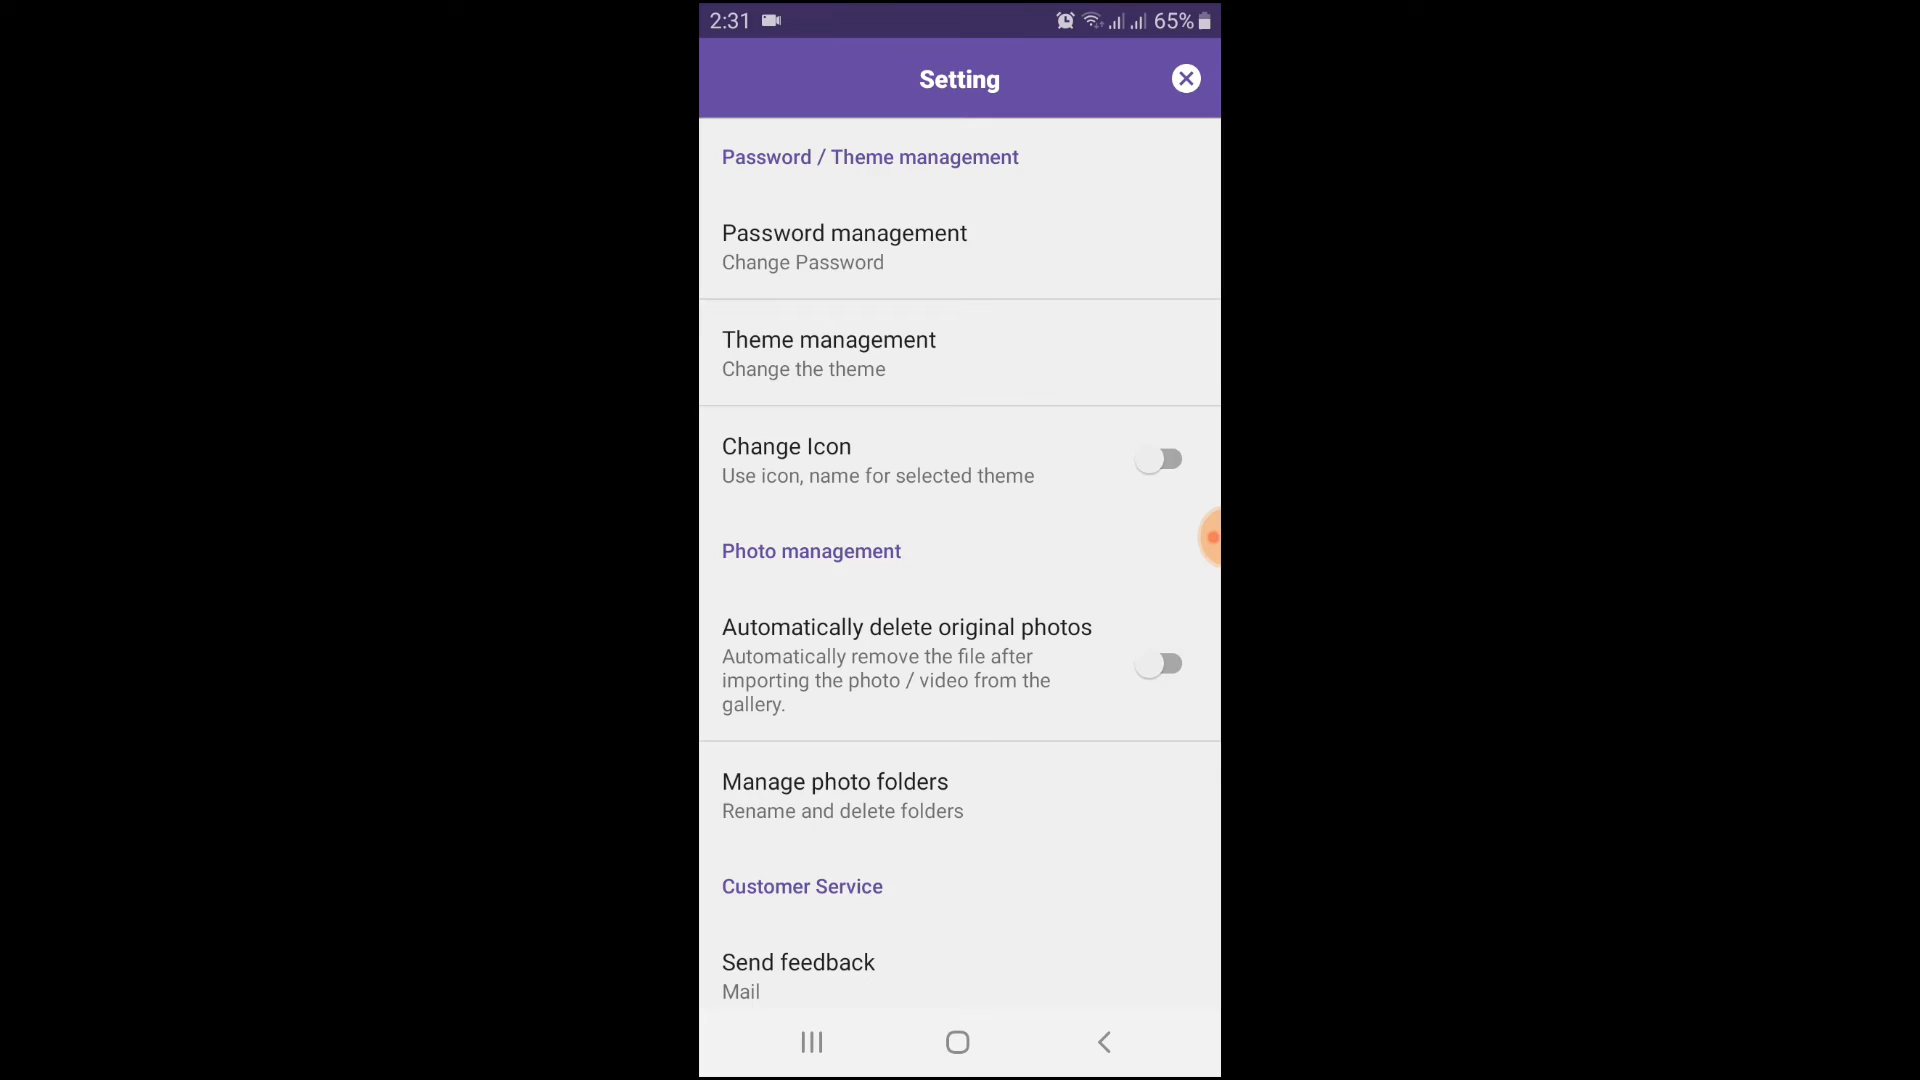 2:31
65%
Setting
Password / Theme management
Password management
Change Password
Theme management
Change the theme
Change Icon
Use icon, name for selected theme
Photo management
Automatically delete original photos
Automatically remove the file after
importing the photo / video from the
gallery.
Manage photo folders
Rename and delete folders
Customer Service
Send feedback
Mail